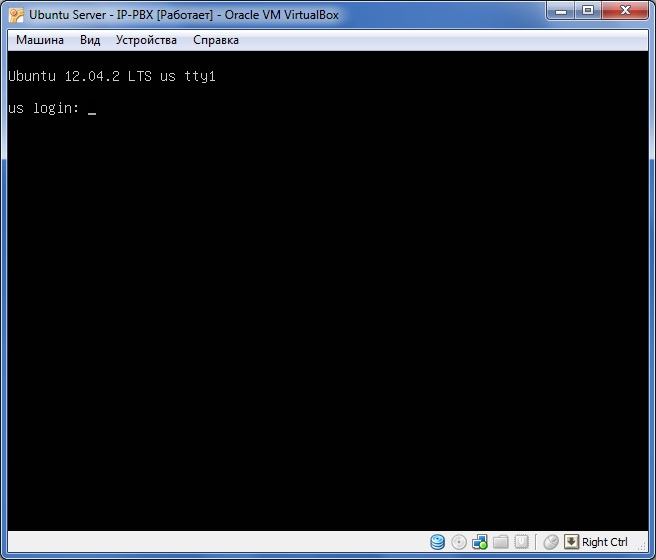 Ubuntu Server - IP-PBX [Работает] - Oracle VM VirtualBox
Машина Вид Устройства Справка
Ubuntu 12.04.2 LTS us tty1
us login: _
Right Ctrl